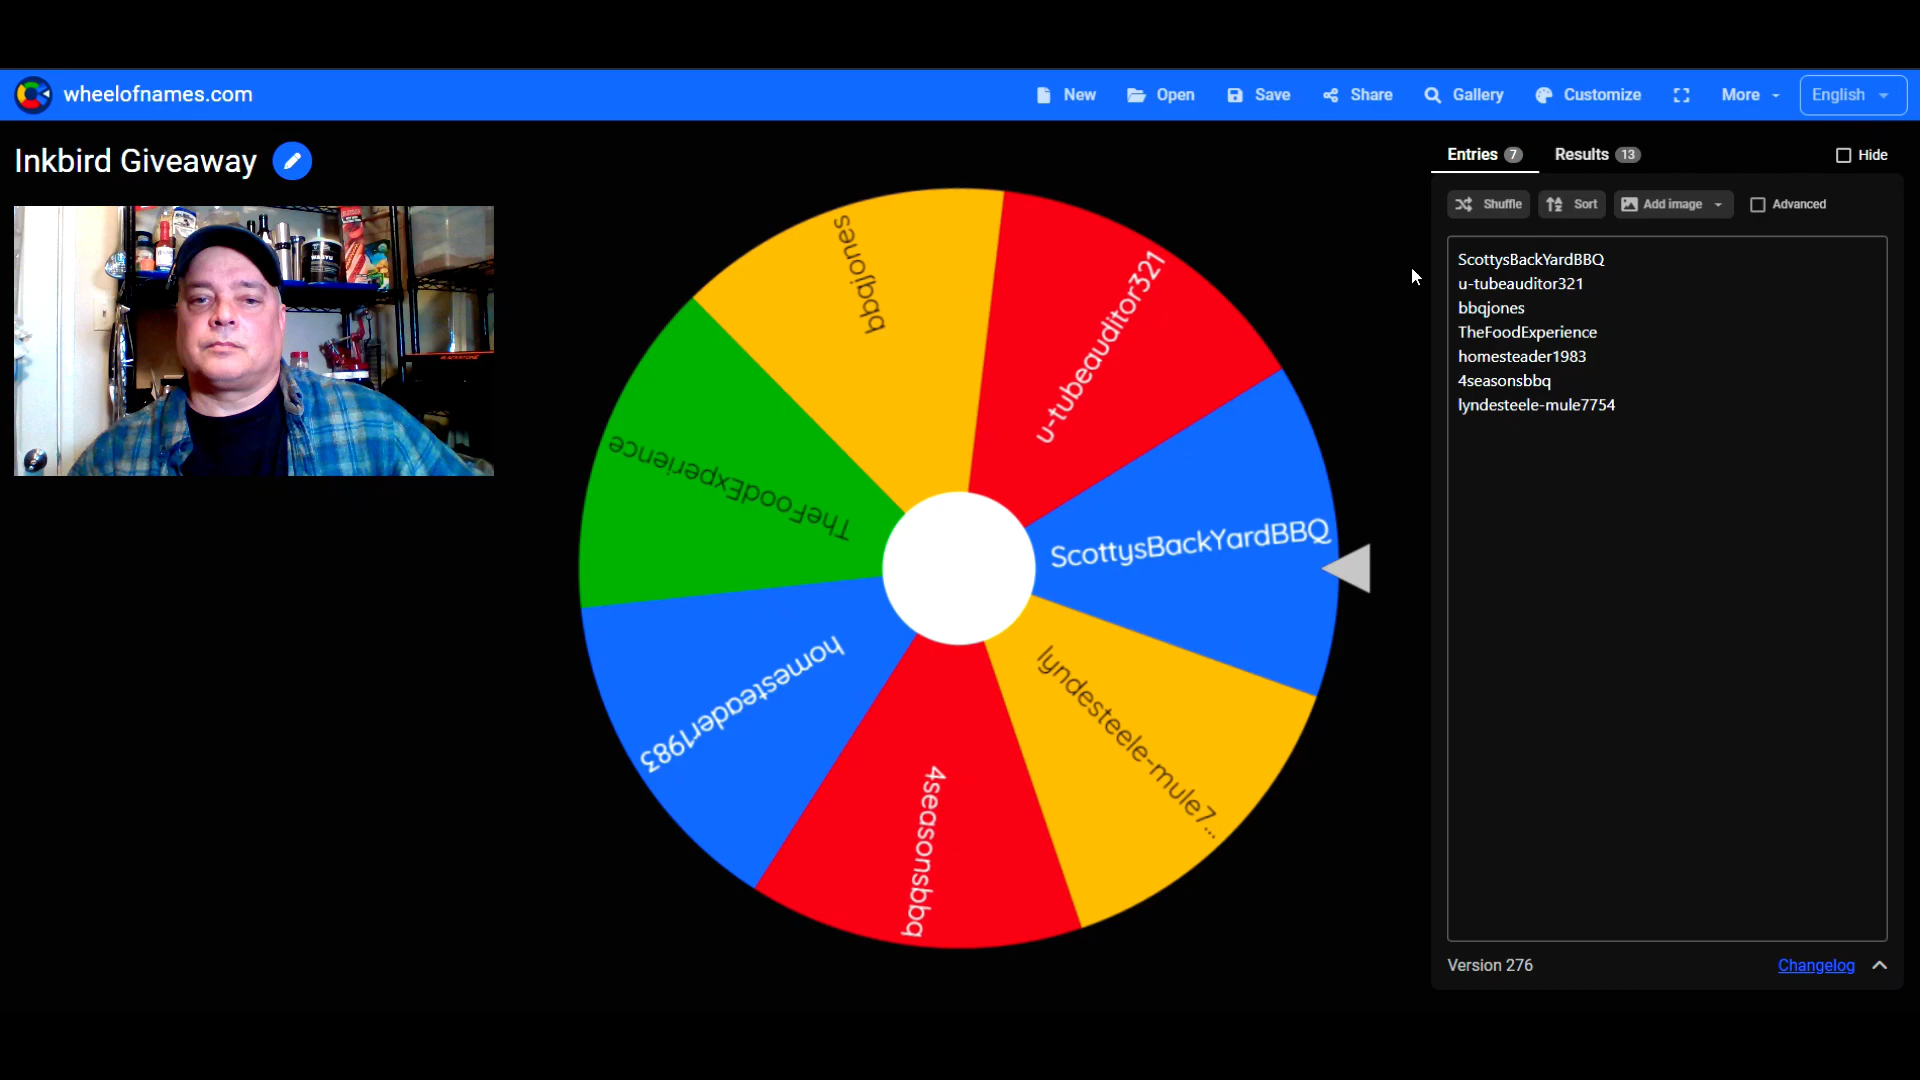 wheelofnames.com
New
Open
Save
Share
Gallery
Customize
More
English
Inkbird Giveaway
Entries 7
Results 13
Hide
Shuffle
Sort
Add image
Advanced
ScottysBackYardBBQ
u-tubeauditor321
bbqjones
TheFoodExperience
homesteader1983
4seasonsbbq
lyndesteele-mule7754
bbqjones
u-tubeauditor321
ScottysBackYardBBQ
lyndesteele-mule7...
4seasonsbbq
homesteader1983
TheFoodExperience
Version 276
Changelog